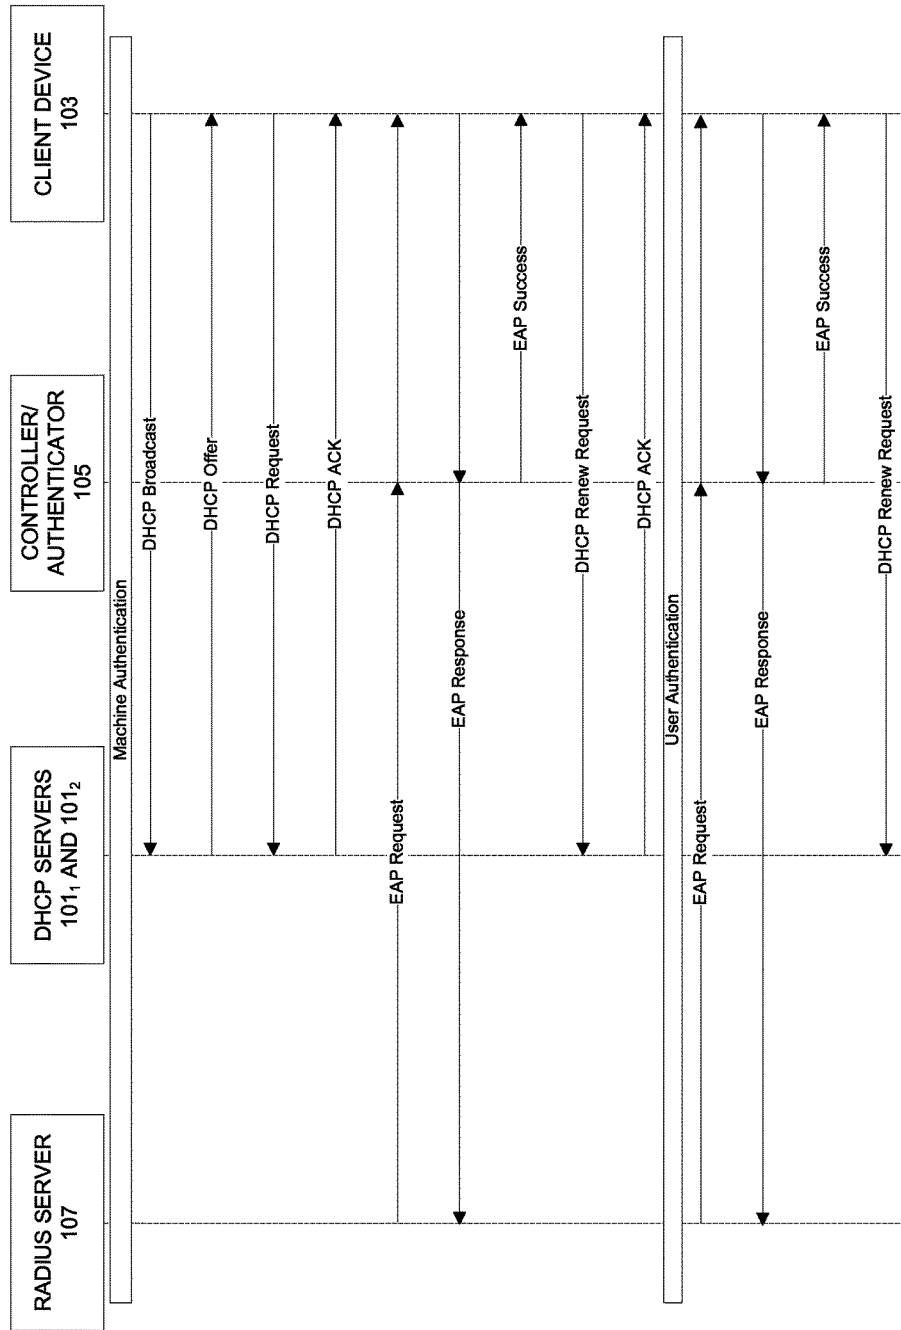 CLIENT DEVICE
103
CONTROLLER/
AUTHENTICATOR
105
DHCP SERVERS
101₁ AND 101₂
RADIUS SERVER
107
Machine Authentication
DHCP Broadcast
DHCP Offer
DHCP Request
DHCP ACK
EAP Request
EAP Response
EAP Success
DHCP Renew Request
DHCP ACK
User Authentication
EAP Request
EAP Response
EAP Success
DHCP Renew Request